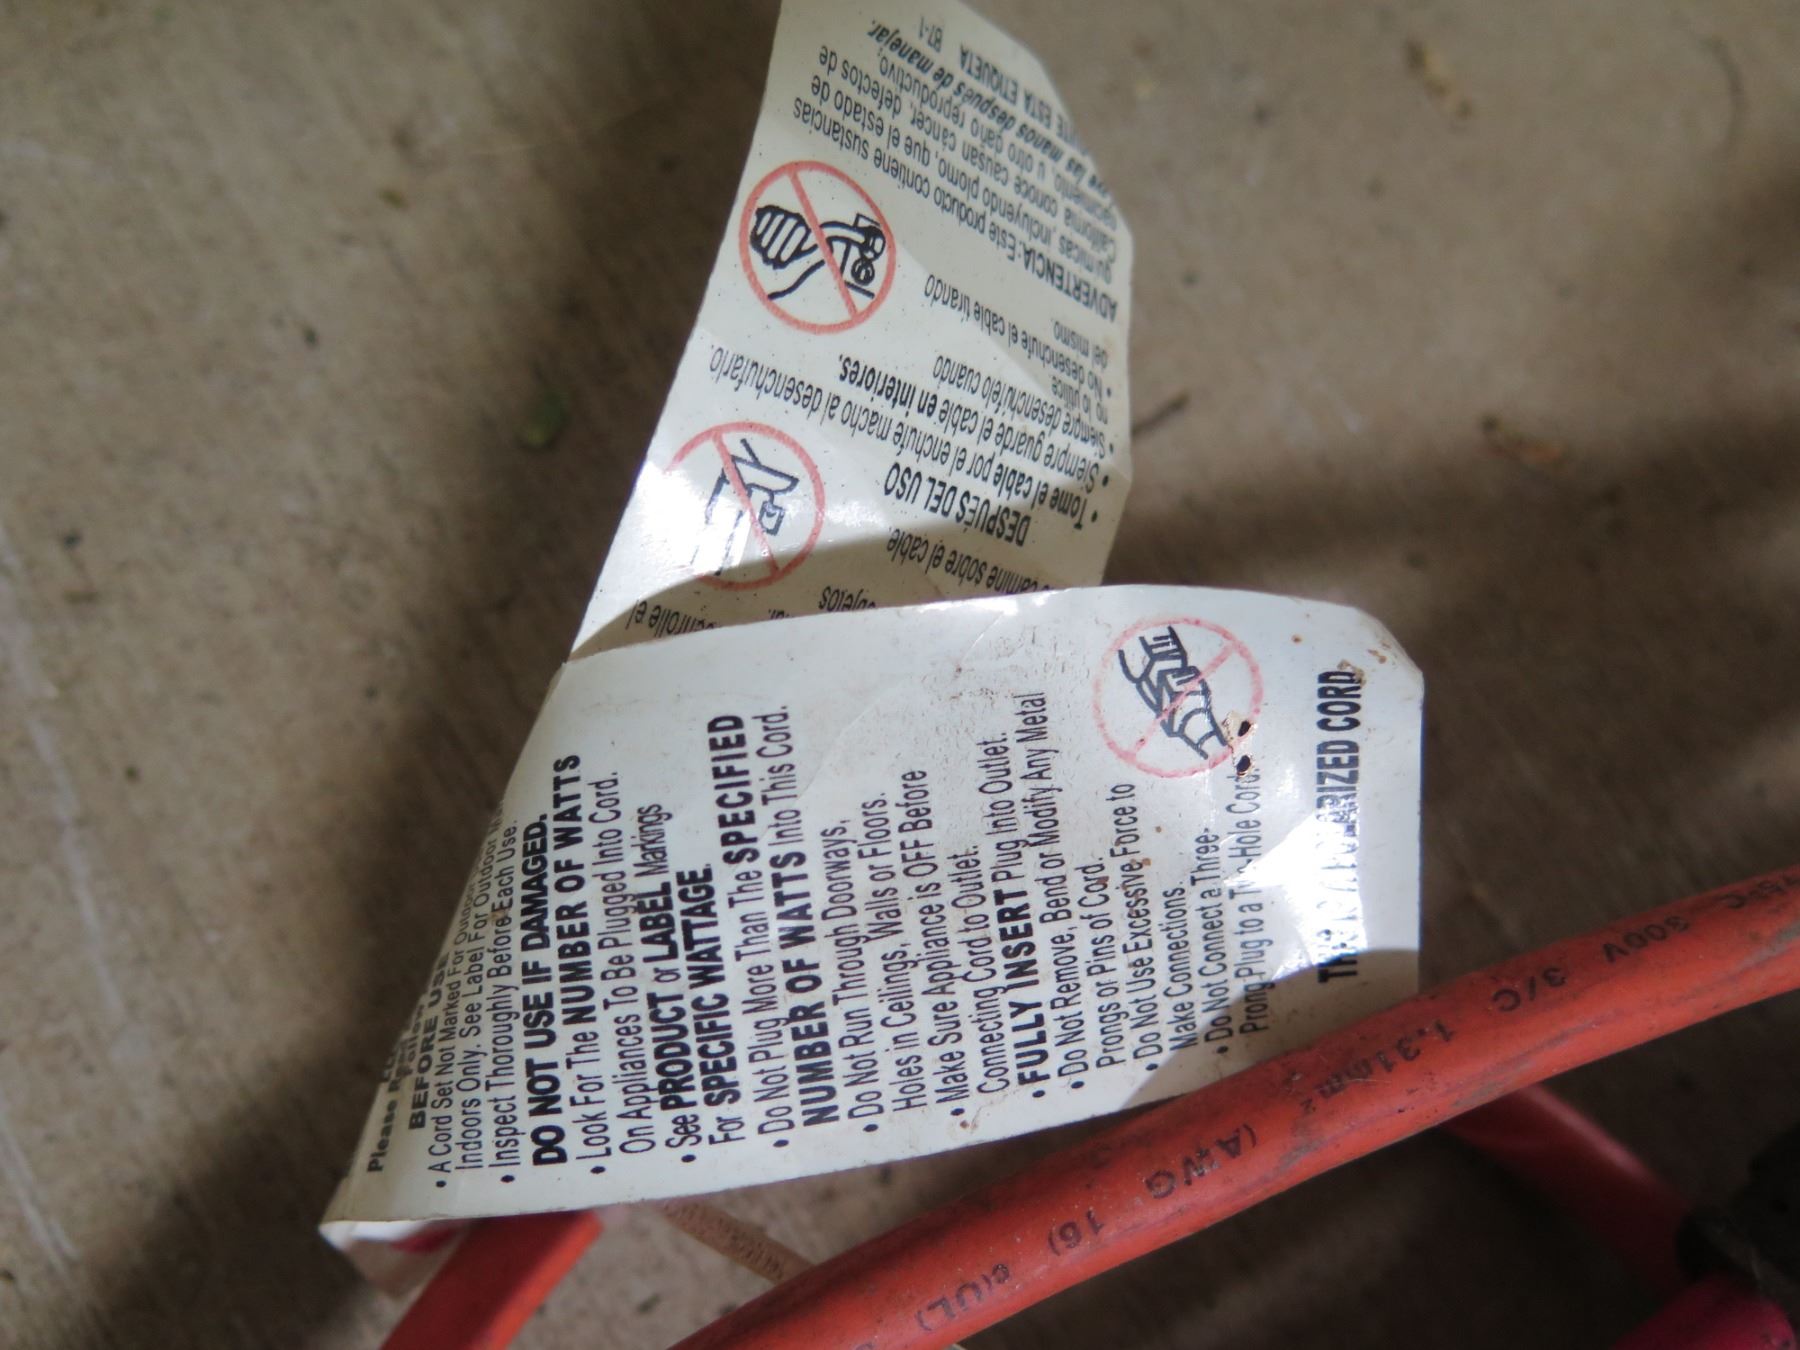 Please Read
BEFORE USE
• A Cord Set Not Marked For Outdoor
Indoors Only. See Label For Outdoor
• Inspect Thoroughly Before Each Use.
DO NOT USE IF DAMAGED.
• Look For The NUMBER OF WATTS
On Appliances To Be Plugged Into Cord.
• See PRODUCT or LABEL Markings
For SPECIFIC WATTAGE.
• Do Not Plug More Than The SPECIFIED
NUMBER OF WATTS Into This Cord.
• Do Not Run Through Doorways,
Holes in Ceilings, Walls or Floors.
• Make Sure Appliance is OFF Before
Connecting Cord to Outlet.
• FULLY INSERT Plug Into Outlet.
• Do Not Remove, Bend or Modify Any Metal
Prongs or Pins of Cord.
• Do Not Use Excessive Force to
Make Connections.
• Do Not Connect a Three-
Prong Plug to a Hole Cord.
CORD
objetos
camine sobre el cable.
DESPUÉS DEL USO
• Tome el cable por el enchufe macho al desenchufarlo.
• Siempre guarde el cable en interiores.
• Siempre desenchúfelo cuando
no lo utilice
• No desenchufe el cable tirando
del mismo.
ADVERTENCIA: Este producto contiene sustancias
químicas, incluyendo plomo, que el estado de
California conoce causan cáncer, defectos de
nacimiento, u otro daño reproductivo.
las manos después de manejar.
ESTA ETIQUETA 87-1
c(UL) (AWG 16) 1.31mm² 3/C 300V